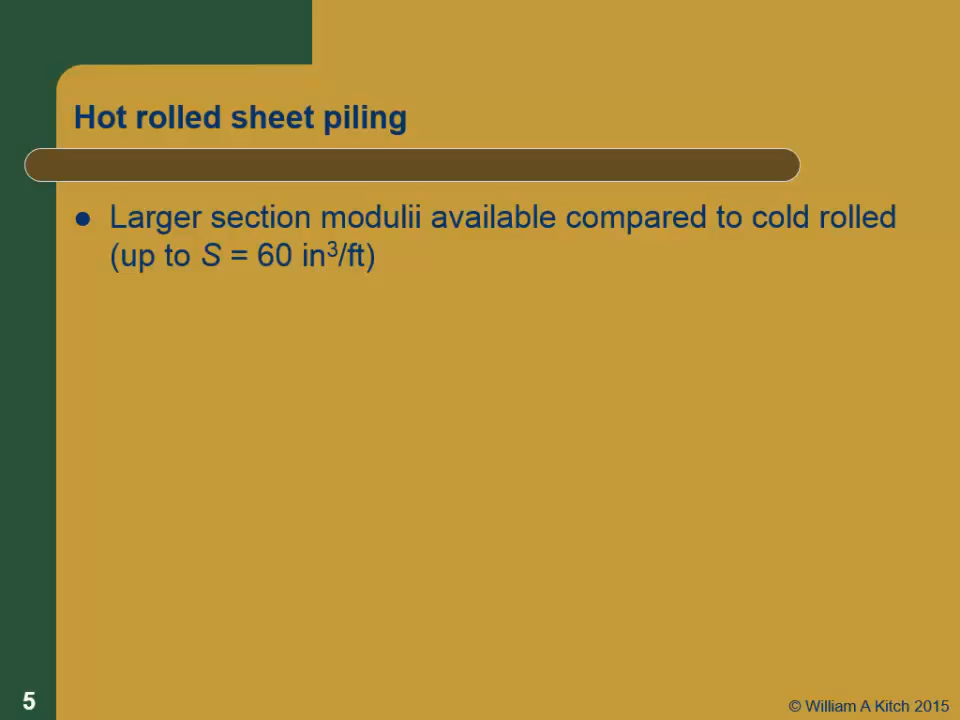 Hot rolled sheet piling
● Larger section modulii available compared to cold rolled
(up to S = 60 in³/ft)
5
© William A Kitch 2015